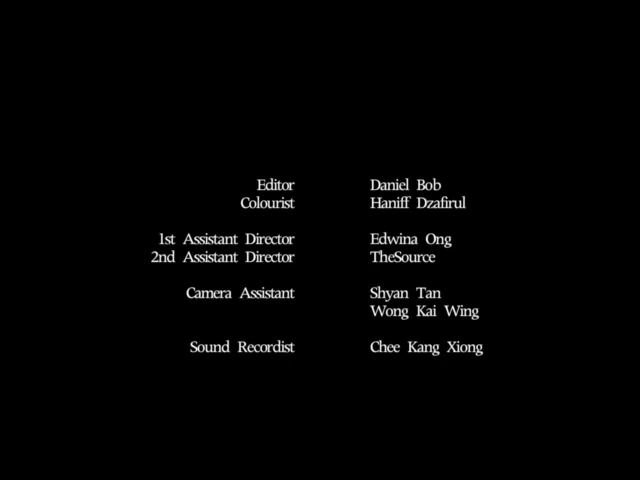 Editor Daniel Bob
Colourist Haniff Dzafirul
1st Assistant Director Edwina Ong
2nd Assistant Director TheSource
Camera Assistant Shyan Tan
Wong Kai Wing
Sound Recordist Chee Kang Xiong